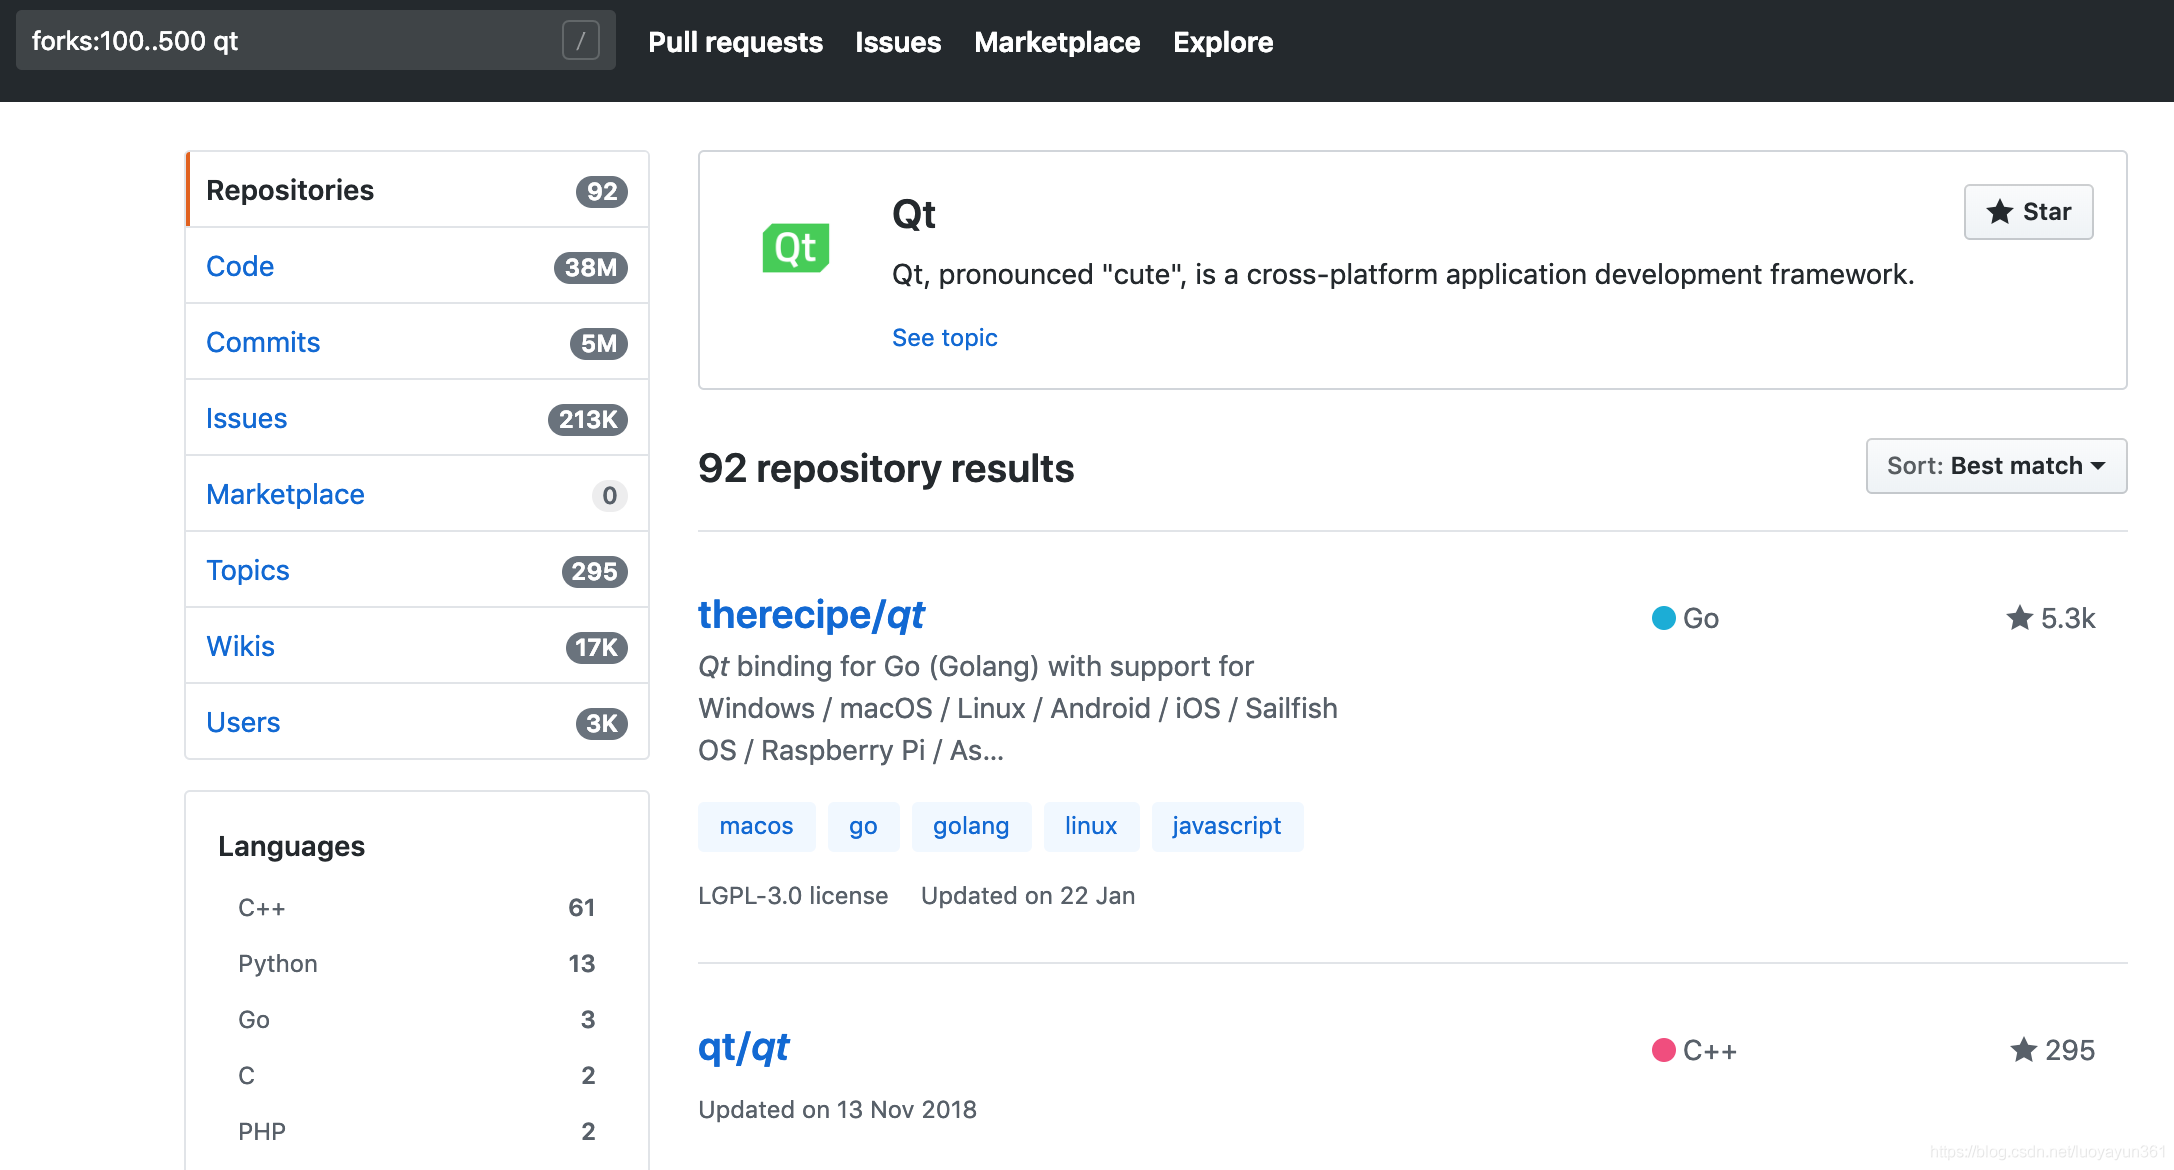 forks:100..500 qt /
Pull requests Issues Marketplace Explore
Repositories 92
Code 38M
Commits 5M
Issues 213K
Marketplace 0
Topics 295
Wikis 17K
Users 3K
Languages
C++ 61
Python 13
Go 3
C 2
PHP 2
Qt
Qt
Star
Qt, pronounced "cute", is a cross-platform application development framework.
See topic
92 repository results
Sort: Best match
therecipe/qt
Go
5.3k
Qt binding for Go (Golang) with support for
Windows / macOS / Linux / Android / iOS / Sailfish
OS / Raspberry Pi / As...
macos go golang linux javascript
LGPL-3.0 license Updated on 22 Jan
qt/qt
C++
295
Updated on 13 Nov 2018
https://blog.csdn.net/luoyayun361